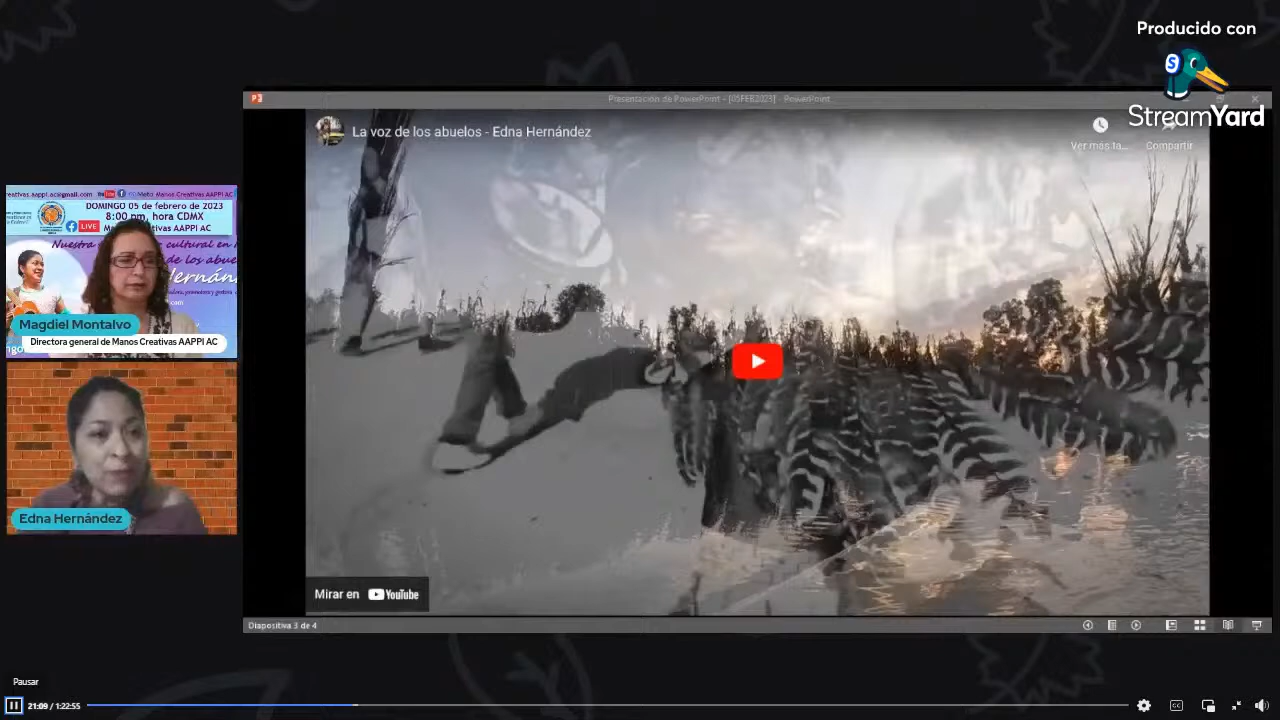 Producido con
StreamYard
Presentación de PowerPoint - [05FEB2023] - PowerPoint
La voz de los abuelos - Edna Hernández
Ver más ta...
Compartir
DOMINGO 05 de febrero de 2023
8:00 pm, hora CDMX
LIVE
Magdiel Montalvo
Directora general de Manos Creativas AAPPI AC
Edna Hernández
Mirar en YouTube
Diapositiva 3 de 4
Pausar
21:09 / 1:22:55